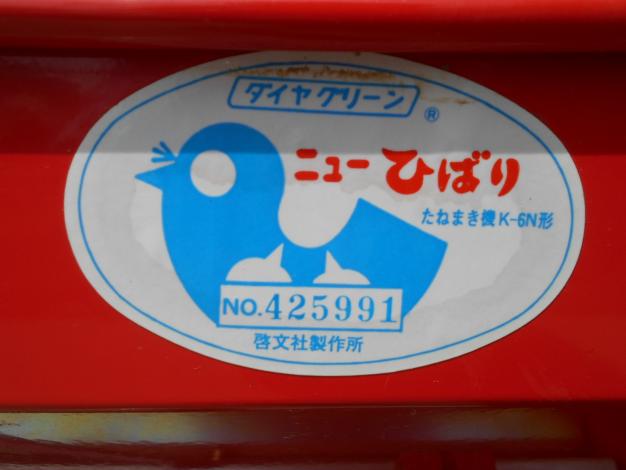 ダイヤグリーン
®
ニューひばり
たねまき機K-6N形
NO.425991
啓文社製作所